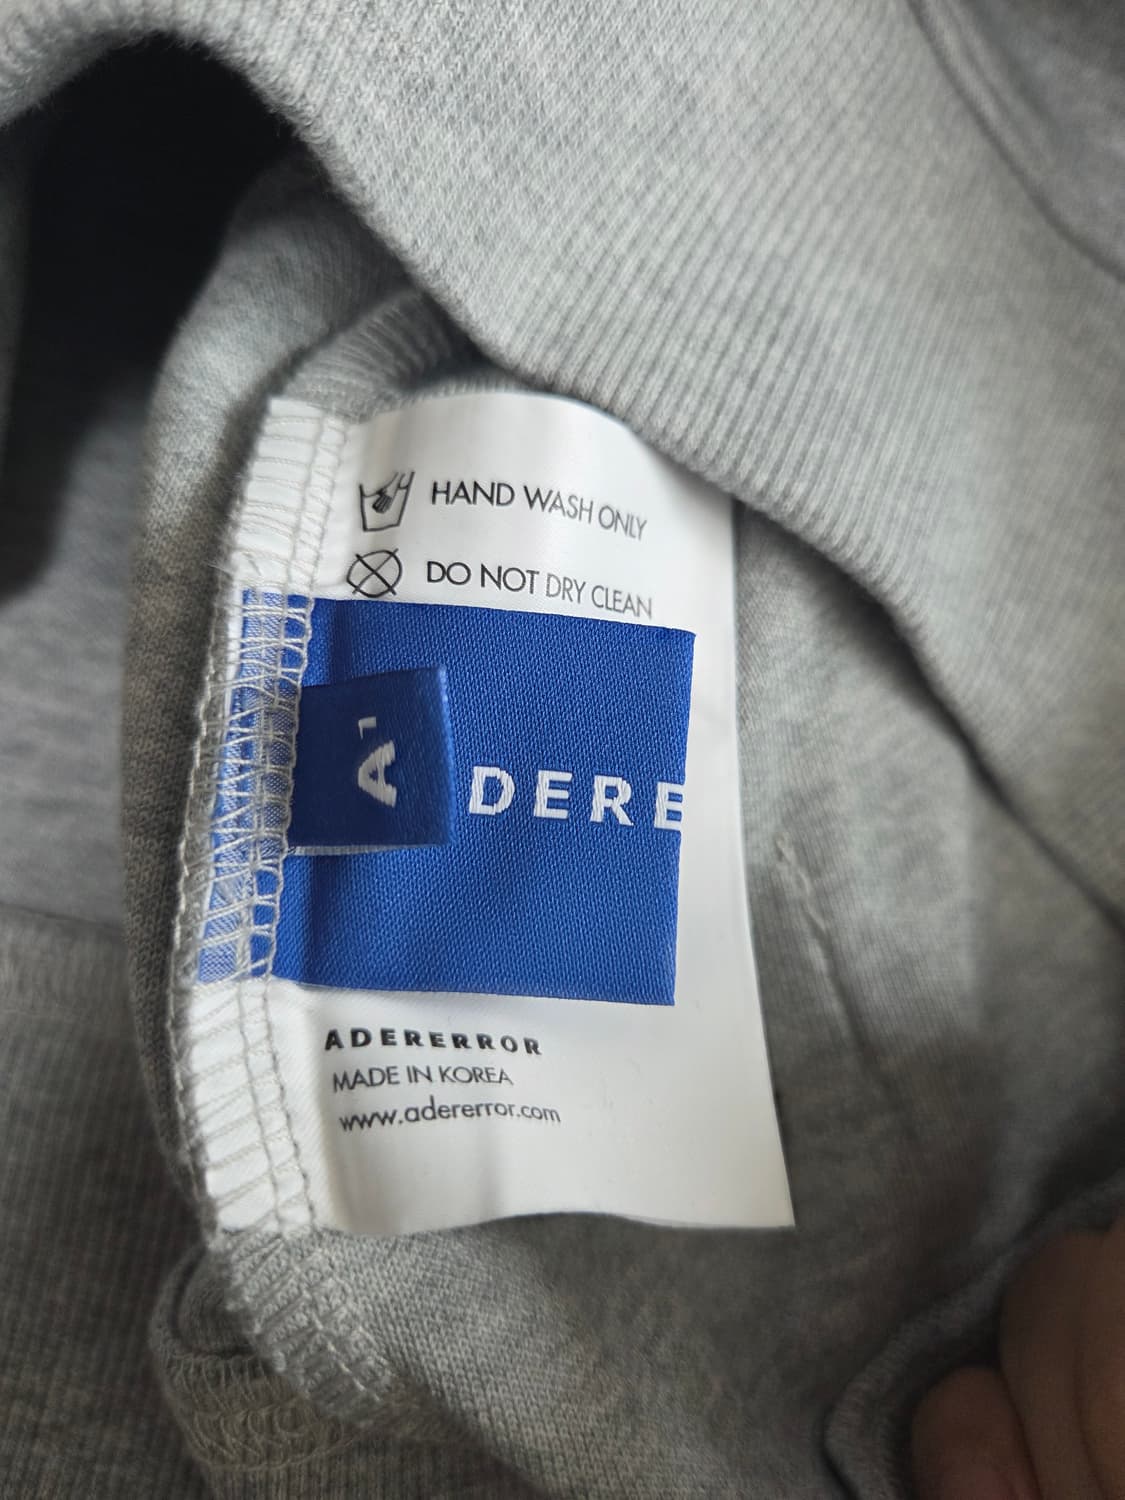 HAND WASH ONLY
DO NOT DRY CLEAN
A'
DERE
ADERERROR
MADE IN KOREA
www.adererror.com